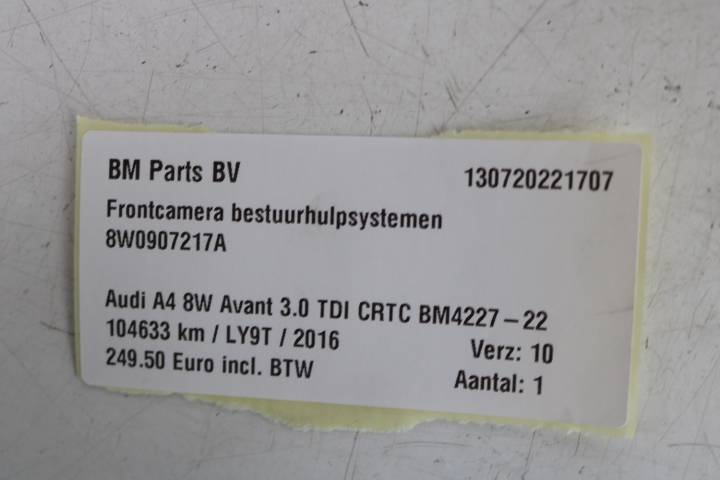 BM Parts BV 130720221707
Frontcamera bestuurhulpsystemen
8W0907217A
Audi A4 8W Avant 3.0 TDI CRTC BM4227-22
104633 km / LY9T / 2016 Verz: 10
249.50 Euro incl. BTW Aantal: 1